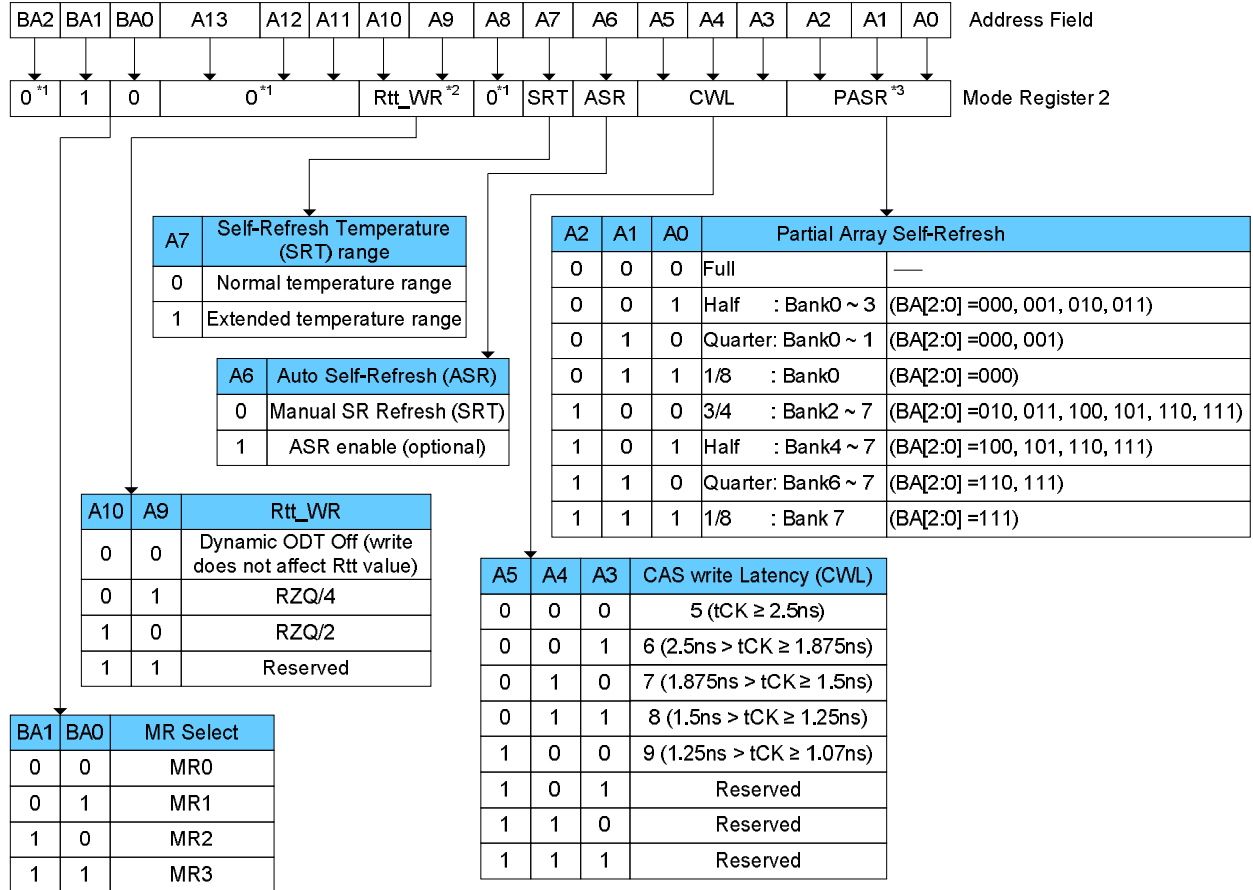 BA2 BA1 BA0 A13 A12 A11 A10 A9 A8 A7 A6 A5 A4 A3 A2 A1 A0 Address Field
0*1 1 0 0*1 Rtt_WR*2 0*1 SRT ASR CWL PASR*3 Mode Register 2
A7 Self-Refresh Temperature (SRT) range
0 Normal temperature range
1 Extended temperature range
A6 Auto Self-Refresh (ASR)
0 Manual SR Refresh (SRT)
1 ASR enable (optional)
A10 A9 Rtt_WR
0 0 Dynamic ODT Off (write does not affect Rtt value)
0 1 RZQ/4
1 0 RZQ/2
1 1 Reserved
BA1 BA0 MR Select
0 0 MR0
0 1 MR1
1 0 MR2
1 1 MR3
A2 A1 A0 Partial Array Self-Refresh
0 0 0 Full —
0 0 1 Half : Bank0 ~ 3 (BA[2:0] =000, 001, 010, 011)
0 1 0 Quarter: Bank0 ~ 1 (BA[2:0] =000, 001)
0 1 1 1/8 : Bank0 (BA[2:0] =000)
1 0 0 3/4 : Bank2 ~ 7 (BA[2:0] =010, 011, 100, 101, 110, 111)
1 0 1 Half : Bank4 ~ 7 (BA[2:0] =100, 101, 110, 111)
1 1 0 Quarter: Bank6 ~ 7 (BA[2:0] =110, 111)
1 1 1 1/8 : Bank 7 (BA[2:0] =111)
A5 A4 A3 CAS write Latency (CWL)
0 0 0 5 (tCK ≥ 2.5ns)
0 0 1 6 (2.5ns > tCK ≥ 1.875ns)
0 1 0 7 (1.875ns > tCK ≥ 1.5ns)
0 1 1 8 (1.5ns > tCK ≥ 1.25ns)
1 0 0 9 (1.25ns > tCK ≥ 1.07ns)
1 0 1 Reserved
1 1 0 Reserved
1 1 1 Reserved